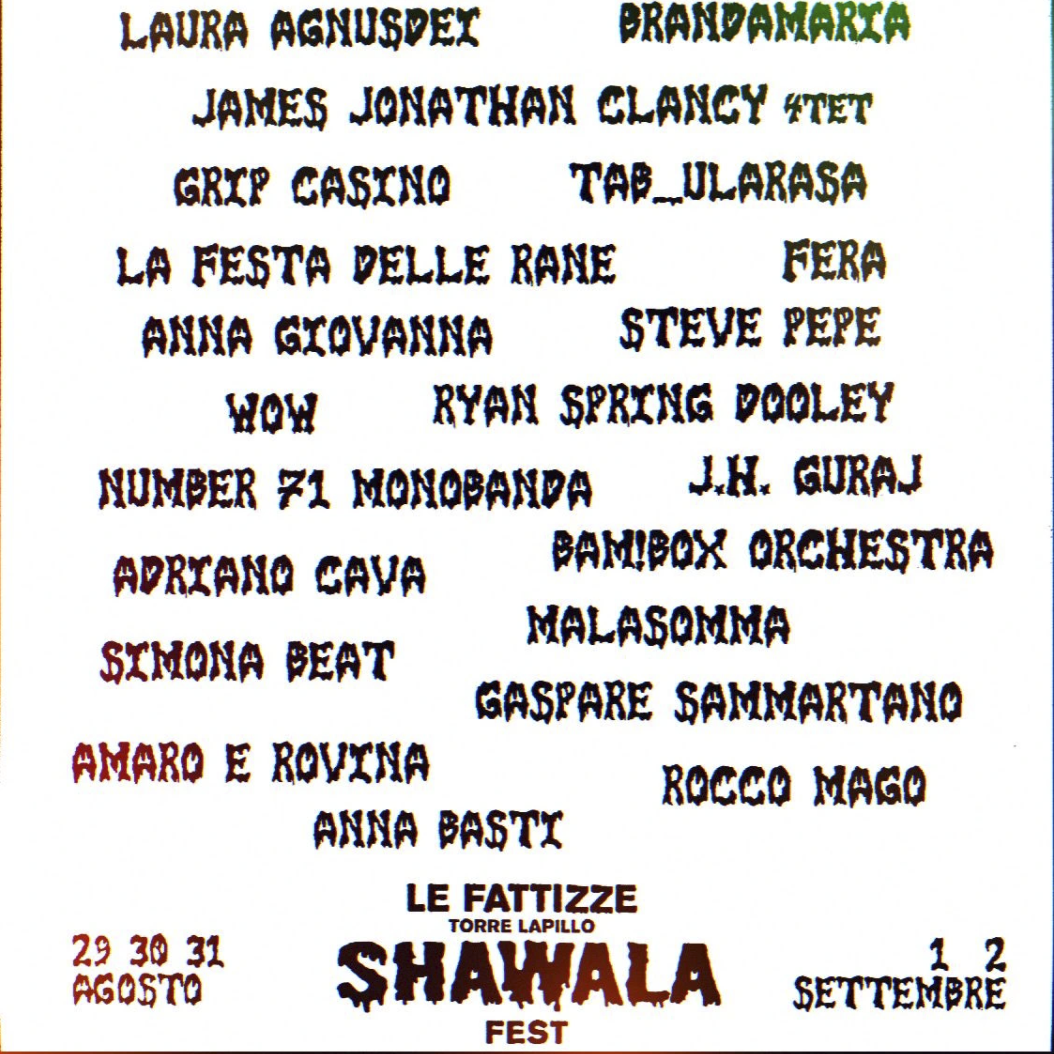 LAURA AGNUSDEI
BRANDAMARIA
JAMES JONATHAN CLANCY 4TET
GRIP CASINO
TAB_ULARASA
LA FESTA DELLE RANE
FERA
ANNA GIOVANNA
STEVE PEPE
WOW
RYAN SPRING DOOLEY
NUMBER 71 MONOBANDA
J.H. GURAJ
BAM!BOX ORCHESTRA
ADRIANO CAVA
MALASOMMA
SIMONA BEAT
GASPARE SAMMARTANO
AMARO E ROVINA
ROCCO MAGO
ANNA BASTI
LE FATTIZZE
TORRE LAPILLO
SHAWALA
FEST
29 30 31
AGOSTO
1 2
SETTEMBRE